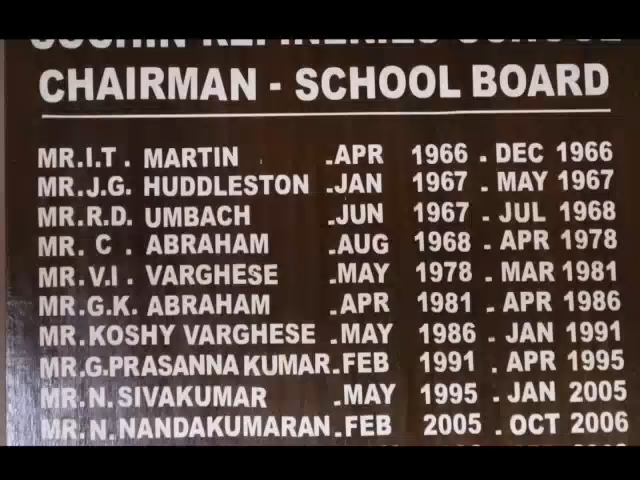 COCHIN REFINERIES SCHOOL
CHAIRMAN - SCHOOL BOARD
MR.I.T. MARTIN .APR 1966 - DEC 1966
MR.J.G. HUDDLESTON .JAN 1967 - MAY 1967
MR.R.D. UMBACH .JUN 1967 - JUL 1968
MR. C . ABRAHAM .AUG 1968 - APR 1978
MR.V.I . VARGHESE .MAY 1978 - MAR 1981
MR.G.K. ABRAHAM .APR 1981 - APR 1986
MR.KOSHY VARGHESE .MAY 1986 - JAN 1991
MR.G.PRASANNA KUMAR.FEB 1991 . APR 1995
MR.N.SIVAKUMAR .MAY 1995 . JAN 2005
MR.N.NANDAKUMARAN.FEB 2005 . OCT 2006